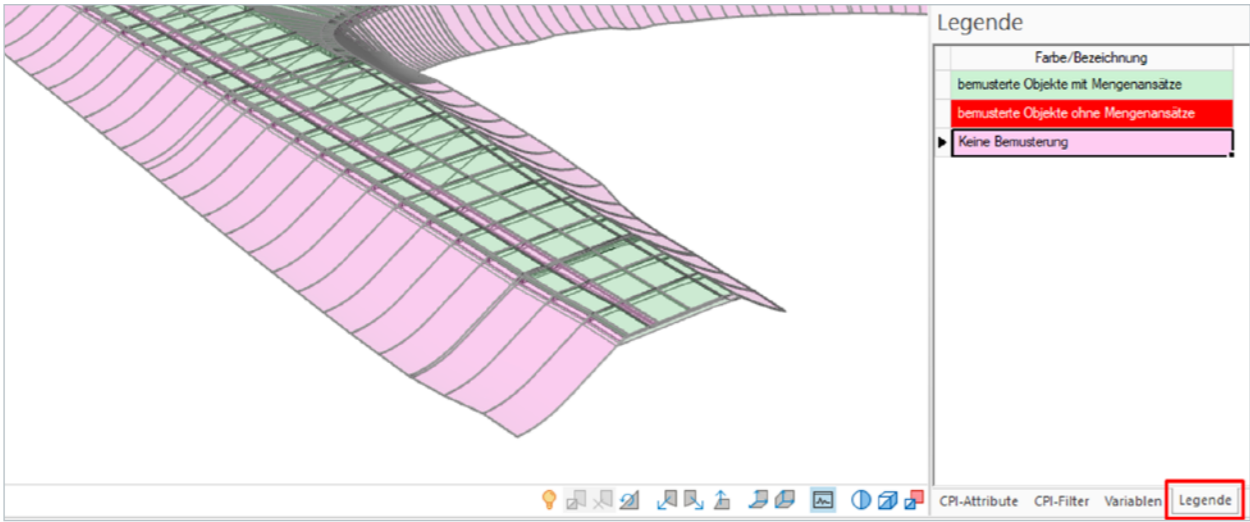 Legende
Farbe/Bezeichnung
bemusterte Objekte mit Mengenansätze
bemusterte Objekte ohne Mengenansätze
Keine Bemusterung
CPI-Attribute CPI-Filter Variablen Legende